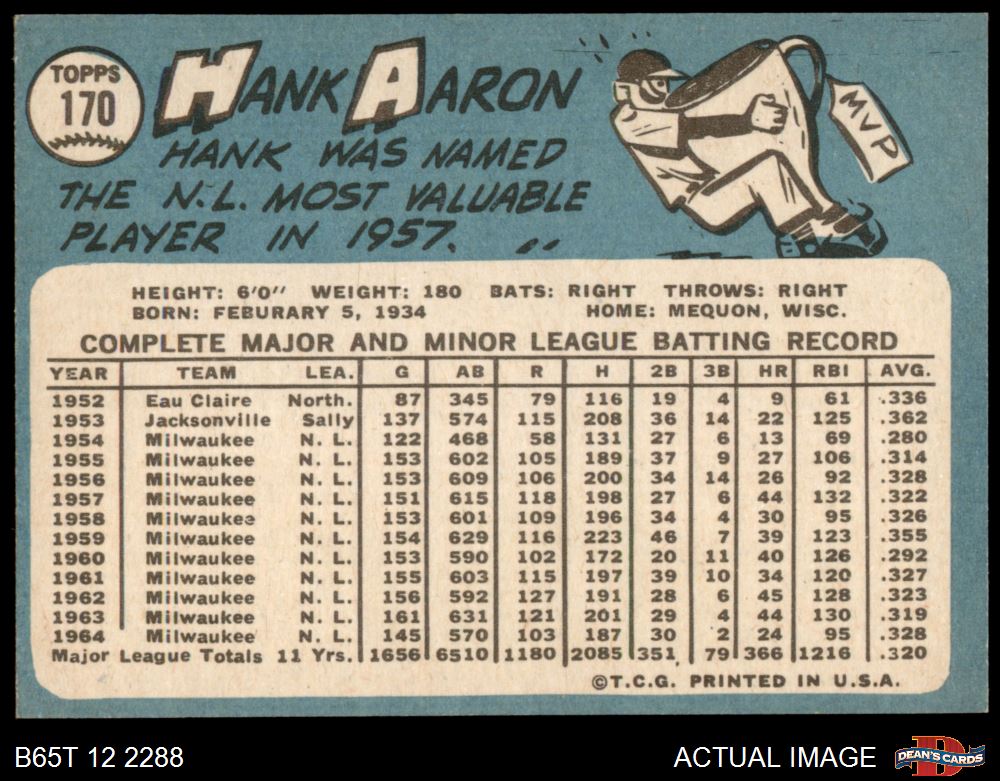 TOPPS
170
HANK AARON
HANK WAS NAMED
THE N.L. MOST VALUABLE
PLAYER IN 1957.
MVP
HEIGHT: 6'0" WEIGHT: 180 BATS: RIGHT THROWS: RIGHT
BORN: FEBURARY 5, 1934 HOME: MEQUON, WISC.
COMPLETE MAJOR AND MINOR LEAGUE BATTING RECORD
YEAR TEAM LEA. G AB R H 2B 3B HR RBI AVG.
1952 Eau Claire North. 87 345 79 116 19 4 9 61 .336
1953 Jacksonville Sally 137 574 115 208 36 14 22 125 .362
1954 Milwaukee N. L. 122 468 58 131 27 6 13 69 .280
1955 Milwaukee N. L. 153 602 105 189 37 9 27 106 .314
1956 Milwaukee N. L. 153 609 106 200 34 14 26 92 .328
1957 Milwaukee N. L. 151 615 118 198 27 6 44 132 .322
1958 Milwaukee N. L. 153 601 109 196 34 4 30 95 .326
1959 Milwaukee N. L. 154 629 116 223 46 7 39 123 .355
1960 Milwaukee N. L. 153 590 102 172 20 11 40 126 .292
1961 Milwaukee N. L. 155 603 115 197 39 10 34 120 .327
1962 Milwaukee N. L. 156 592 127 191 28 6 45 128 .323
1963 Milwaukee N. L. 161 631 121 201 29 4 44 130 .319
1964 Milwaukee N. L. 145 570 103 187 30 2 24 95 .328
Major League Totals 11 Yrs. 1656 6510 1180 2085 351 79 366 1216 .320
©T.C.G. PRINTED IN U.S.A.
B65T 12 2288 ACTUAL IMAGE DEAN'S CARDS